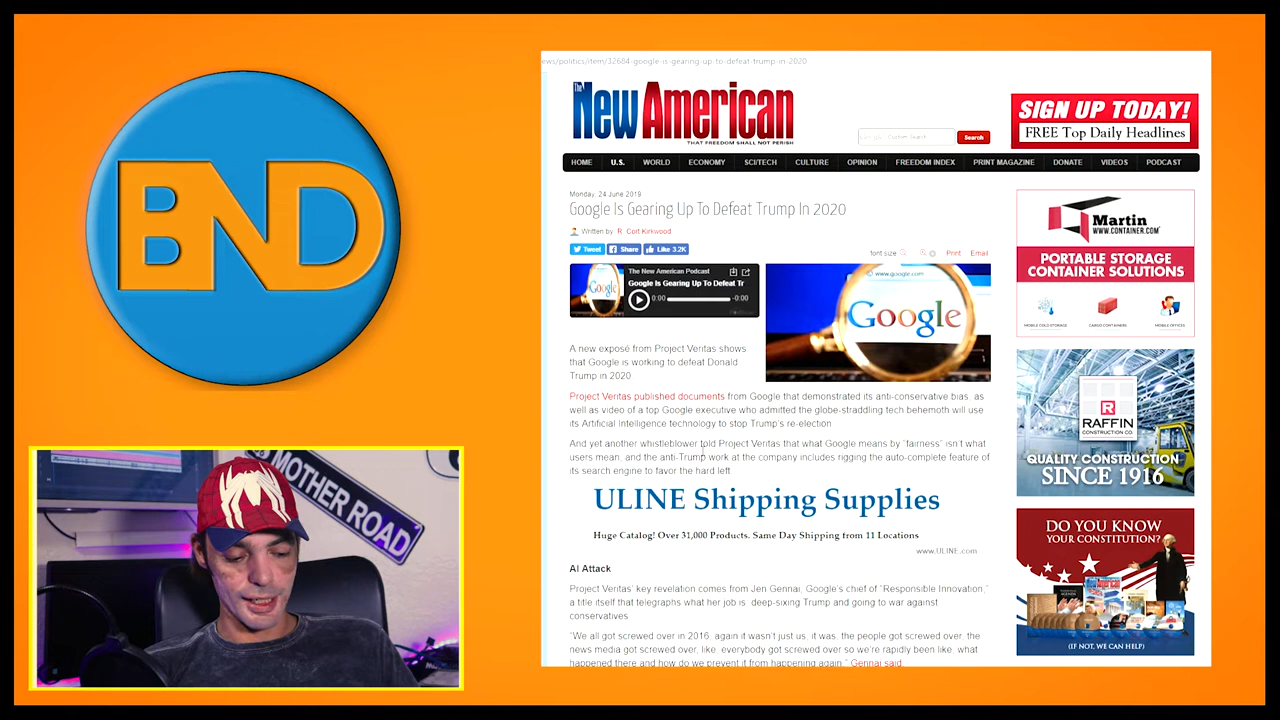 BND
MOTHER ROAD
ews/politics/item/32684-google-is-gearing-up-to-defeat-trump-in-2020
The New American
THAT FREEDOM SHALL NOT PERISH
Search
SIGN UP TODAY!
FREE Top Daily Headlines
HOME U.S. WORLD ECONOMY SCI/TECH CULTURE OPINION FREEDOM INDEX PRINT MAGAZINE DONATE VIDEOS PODCAST
Monday, 24 June 2019
Google Is Gearing Up To Defeat Trump In 2020
Written by R. Cort Kirkwood
Tweet Share Like 3.2K
font size Print Email
The New American Podcast
Google Is Gearing Up To Defeat Tr
0:00 -0:00
Google
www.google.com
Google
A new exposé from Project Veritas shows
that Google is working to defeat Donald
Trump in 2020
Project Veritas published documents from Google that demonstrated its anti-conservative bias, as
well as video of a top Google executive who admitted the globe-straddling tech behemoth will use
its Artificial Intelligence technology to stop Trump's re-election
And yet another whistleblower told Project Veritas that what Google means by "fairness" isn't what
users mean, and the anti-Trump work at the company includes rigging the auto-complete feature of
its search engine to favor the hard left
ULINE Shipping Supplies
Huge Catalog! Over 31,000 Products. Same Day Shipping from 11 Locations
www.ULINE.com
AI Attack
Project Veritas' key revelation comes from Jen Gennai, Google's chief of "Responsible Innovation,"
a title itself that telegraphs what her job is deep-sixing Trump and going to war against
conservatives
"We all got screwed over in 2016, again it wasn't just us, it was, the people got screwed over, the
news media got screwed over, like, everybody got screwed over so we're rapidly been like, what
happened there and how do we prevent it from happening again," Gennai said.
Martin
WWW.CONTAINER.COM
PORTABLE STORAGE
CONTAINER SOLUTIONS
MOBILE COLD STORAGE CARGO CONTAINERS MOBILE OFFICES
R
RAFFIN
CONSTRUCTION CO.
QUALITY CONSTRUCTION
SINCE 1916
DO YOU KNOW
YOUR CONSTITUTION?
(IF NOT, WE CAN HELP)